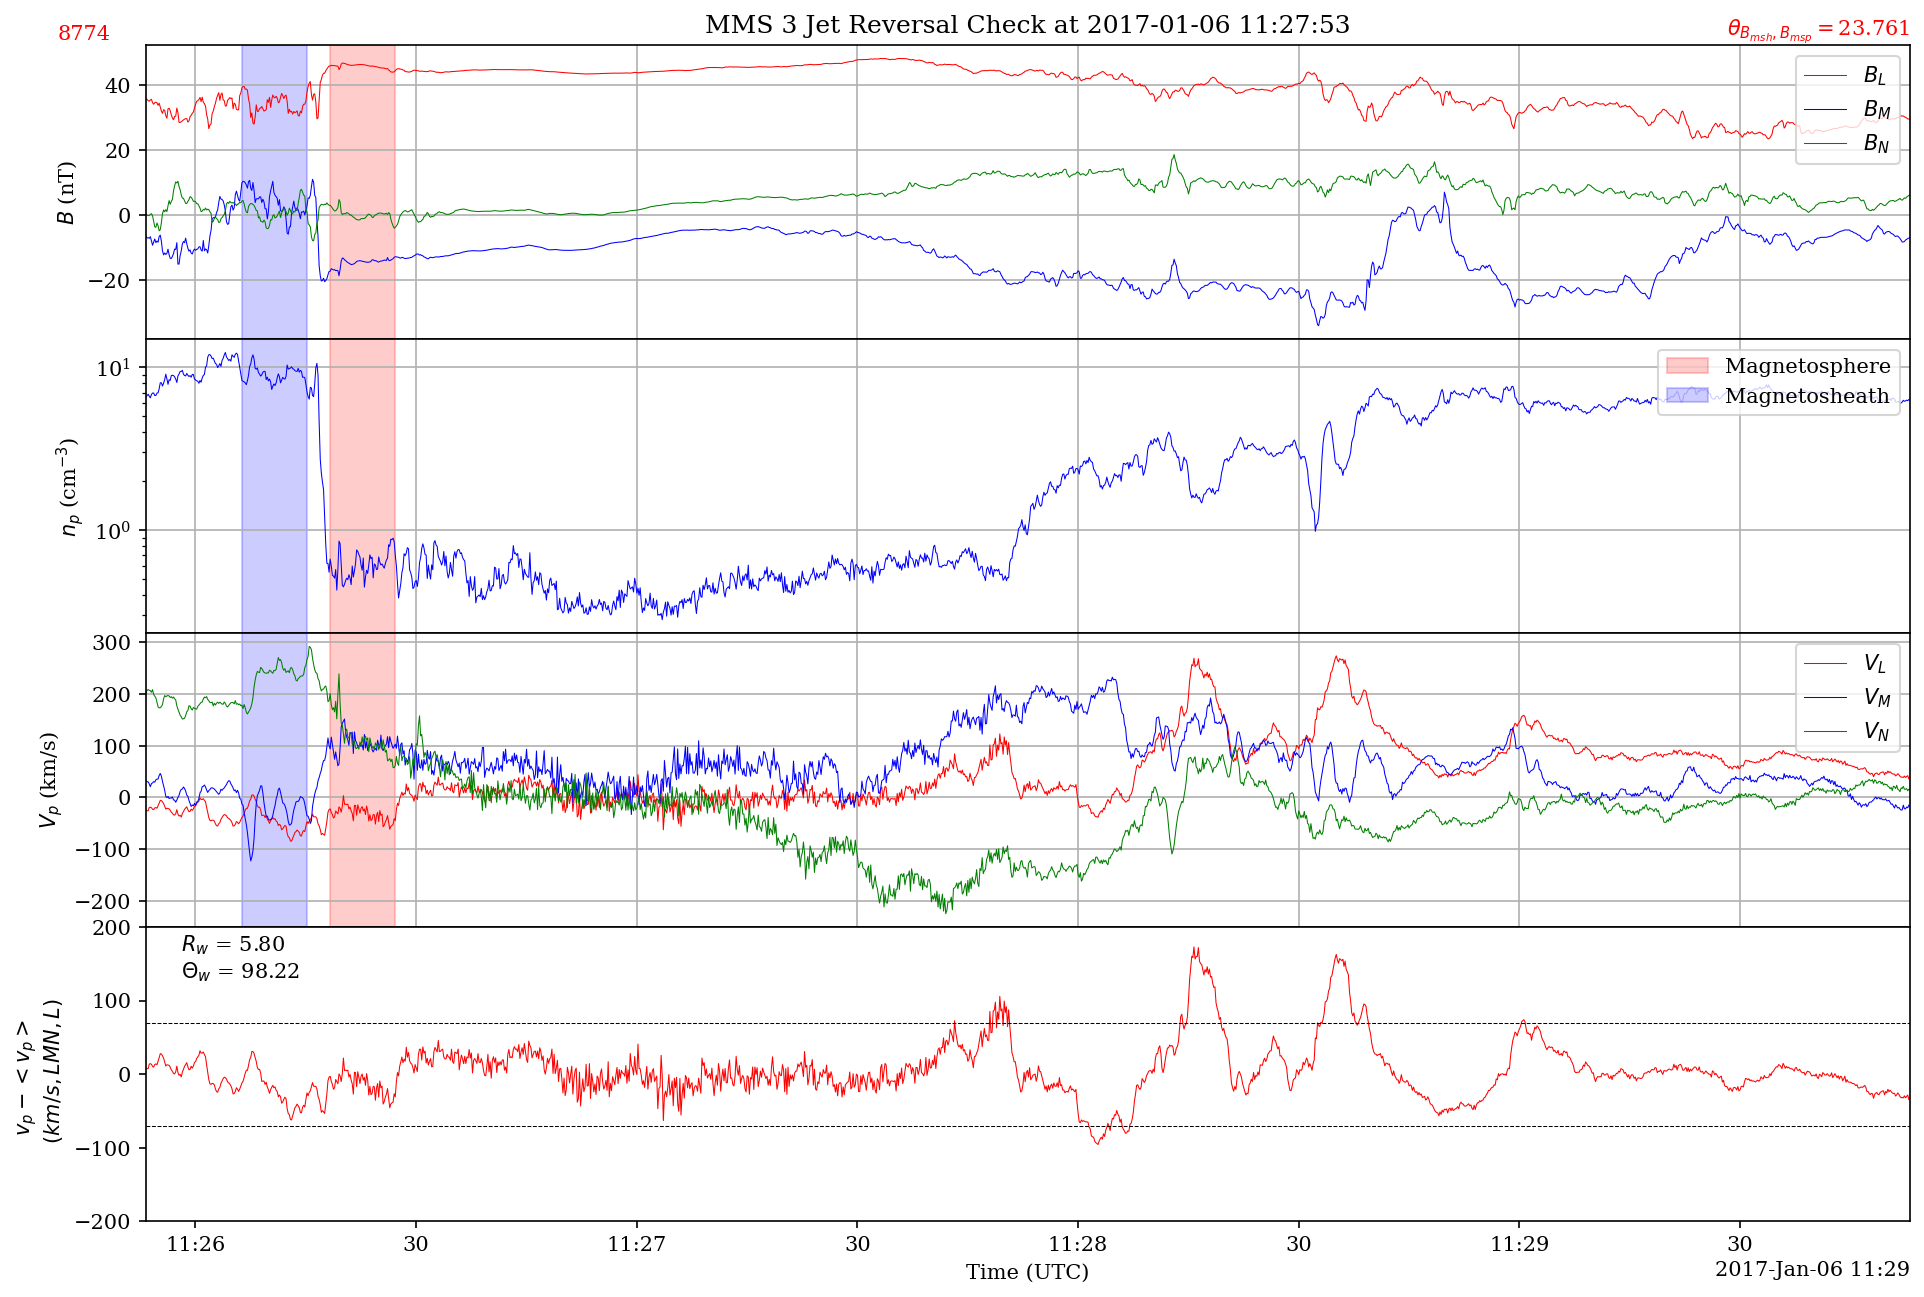 MMS 3 Jet Reversal Check at 2017-01-06 11:27:53
8774
θ_{B_{msh}, B_{msp}} = 23.761
40
20
0
−20
B (nT)
B_L
B_M
B_N
10^1
10^0
n_p (cm^{−3})
Magnetosphere
Magnetosheath
300
200
100
0
−100
−200
V_p (km/s)
V_L
V_M
V_N
200
100
0
−100
−200
v_p − < v_p >
(km/s, LMN, L)
R_w = 5.80
Θ_w = 98.22
11:26 30 11:27 30 11:28 30 11:29 30
Time (UTC)
2017-Jan-06 11:29